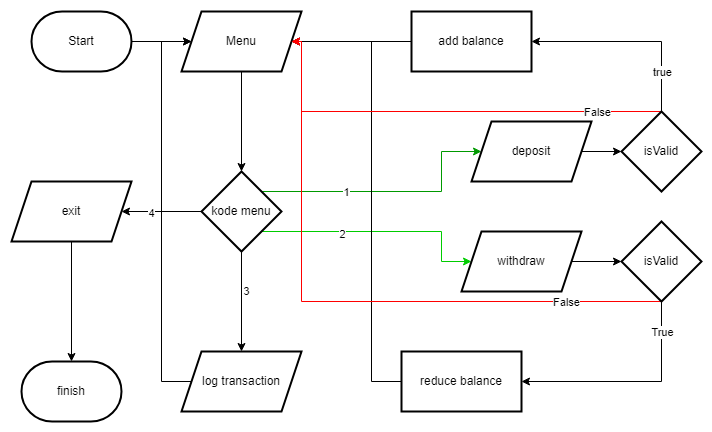 Start
Menu
add balance
true
False
deposit
isValid
1
exit
4
kode menu
2
withdraw
isValid
3
False
True
finish
log transaction
reduce balance